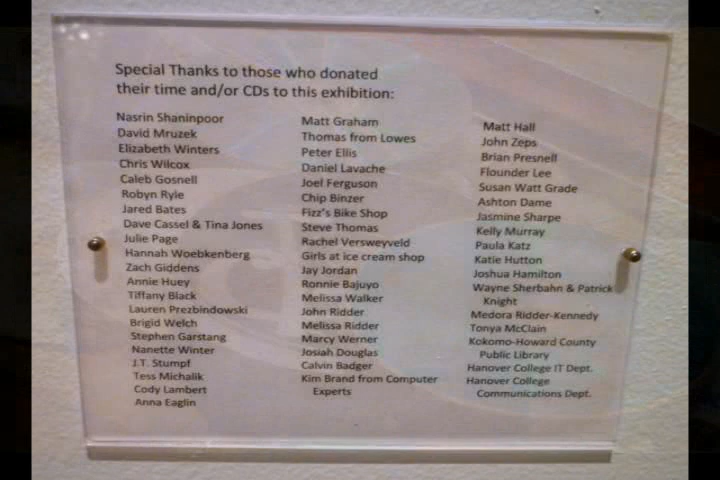 Special Thanks to those who donated
their time and/or CDs to this exhibition:
Nasrin Shaninpoor
David Mruzek
Elizabeth Winters
Chris Wilcox
Caleb Gosnell
Robyn Ryle
Jared Bates
Dave Cassel & Tina Jones
Julie Page
Hannah Woebkenberg
Zach Giddens
Annie Huey
Tiffany Black
Lauren Prezbindowski
Brigid Welch
Stephen Garstang
Nanette Winter
J.T. Stumpf
Tess Michalik
Cody Lambert
Anna Eaglin
Matt Graham
Thomas from Lowes
Peter Ellis
Daniel Lavache
Joel Ferguson
Chip Binzer
Fizz's Bike Shop
Steve Thomas
Rachel Versweyveld
Girls at ice cream shop
Jay Jordan
Ronnie Bajuyo
Melissa Walker
John Ridder
Melissa Ridder
Marcy Werner
Josiah Douglas
Calvin Badger
Kim Brand from Computer
Experts
Matt Hall
John Zeps
Brian Presnell
Flounder Lee
Susan Watt Grade
Ashton Dame
Jasmine Sharpe
Kelly Murray
Paula Katz
Katie Hutton
Joshua Hamilton
Wayne Sherbahn & Patrick
Knight
Medora Ridder-Kennedy
Tonya McClain
Kokomo-Howard County
Public Library
Hanover College IT Dept.
Hanover College
Communications Dept.